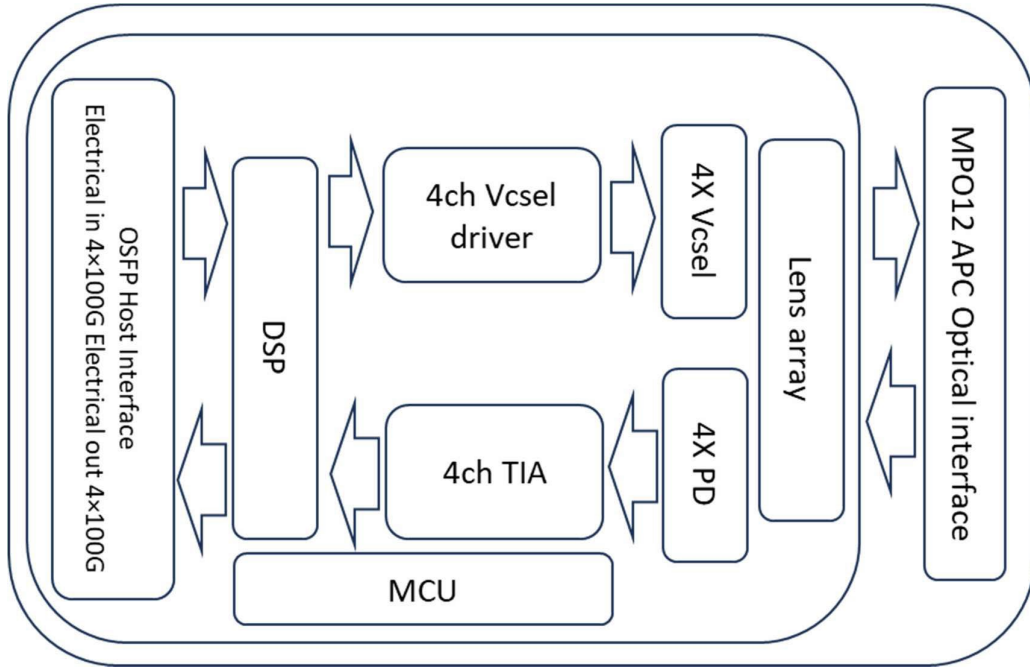 OSFP Host Interface
Electrical in 4×100G Electrical out 4×100G
DSP
4ch Vcsel
driver
4X Vcsel
Lens array
MPO12 APC Optical interface
4ch TIA
4X PD
MCU